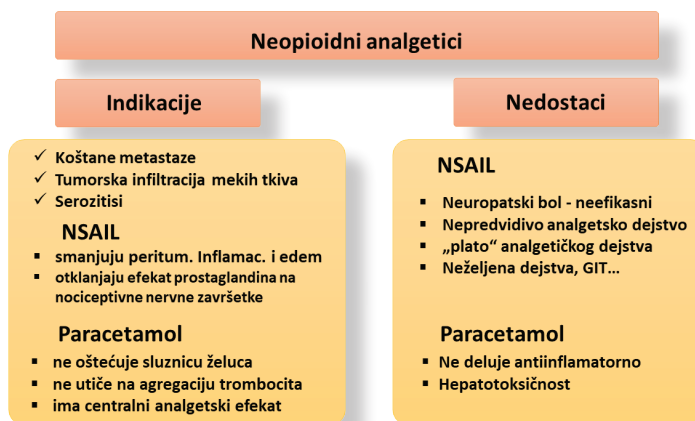 Neopioidni analgetici
Indikacije
Koštane metastaze
Tumorska infiltracija mekih tkiva
Serozitisi
NSAIL
smanjuju peritum. Inflamac. i edem
otklanjaju efekat prostaglandina na
nociceptivne nervne završetke
Paracetamol
ne oštećuje sluznicu želuca
ne utiče na agregaciju trombocita
ima centralni analgetski efekat
Nedostaci
NSAIL
Neuropatski bol - neefikasni
Nepredvidivo analgetsko dejstvo
„plato” analgetičkog dejstva
Neželjena dejstva, GIT...
Paracetamol
Ne deluje antiinflamatorno
Hepatotoksičnost